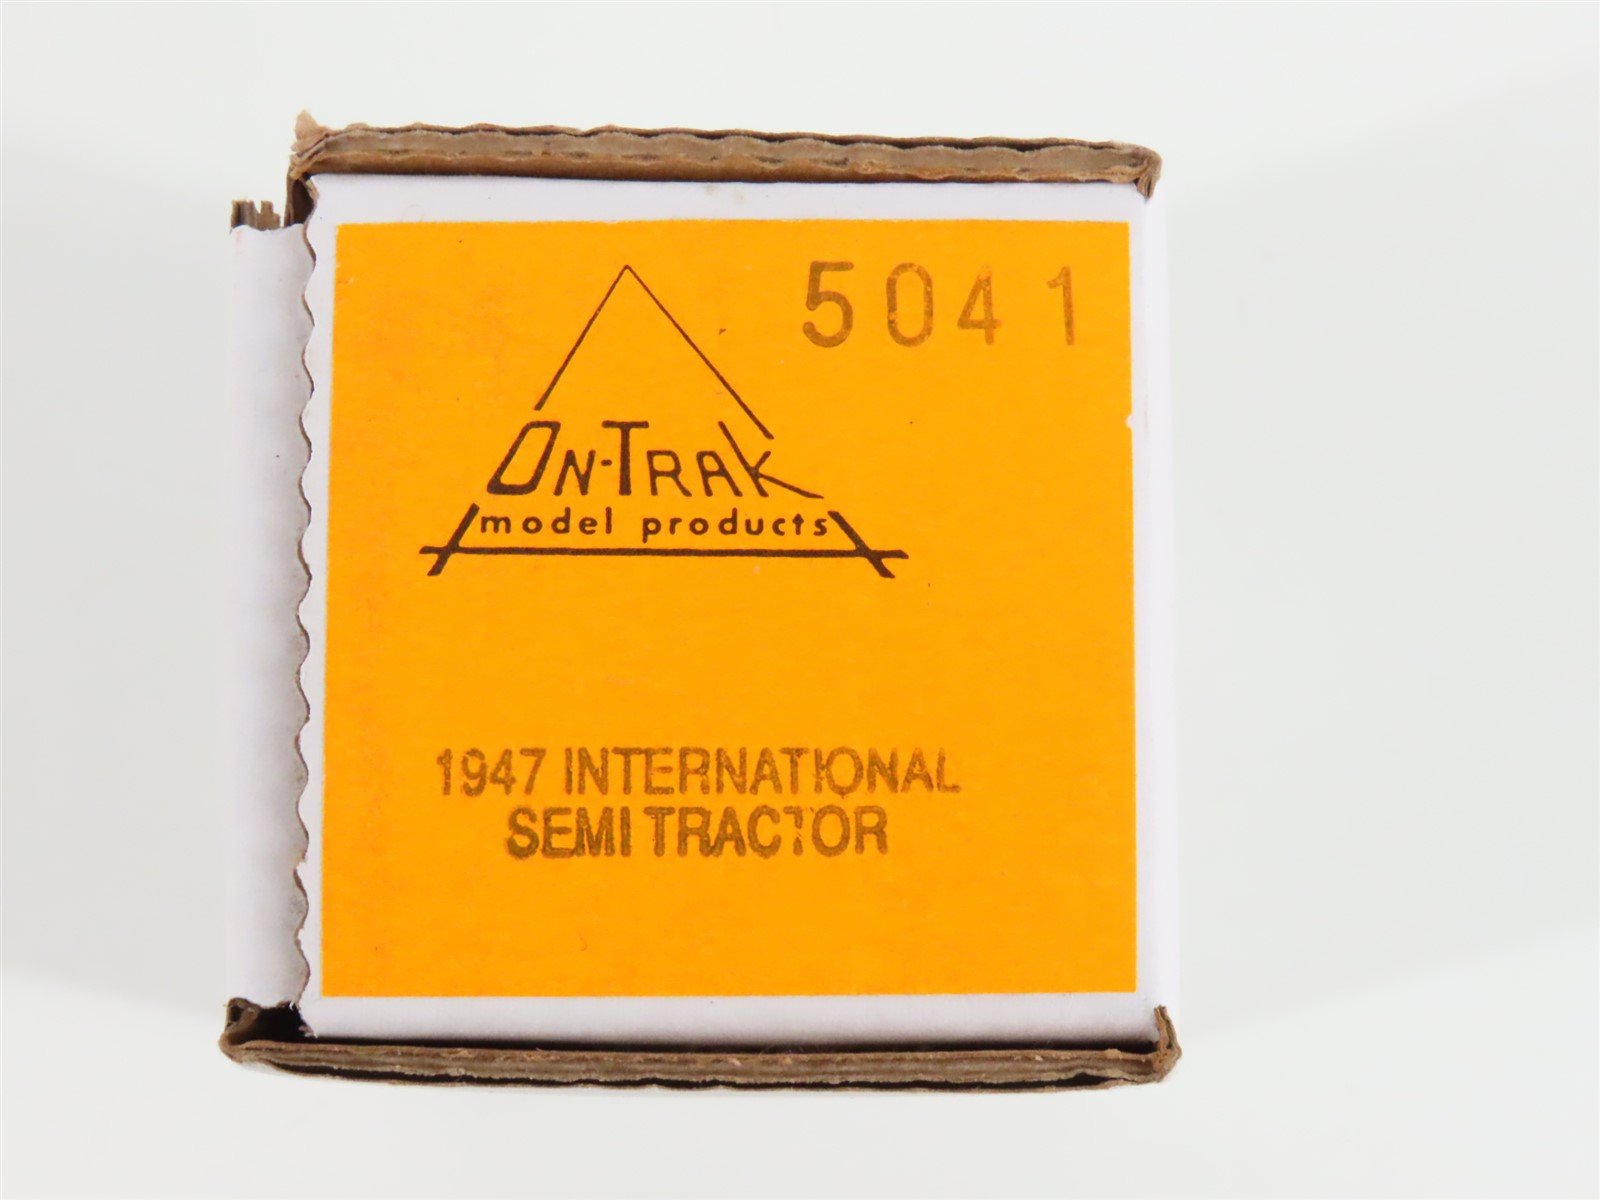 5041
ON-TRAK
model products
1947 INTERNATIONAL
SEMI TRACTOR